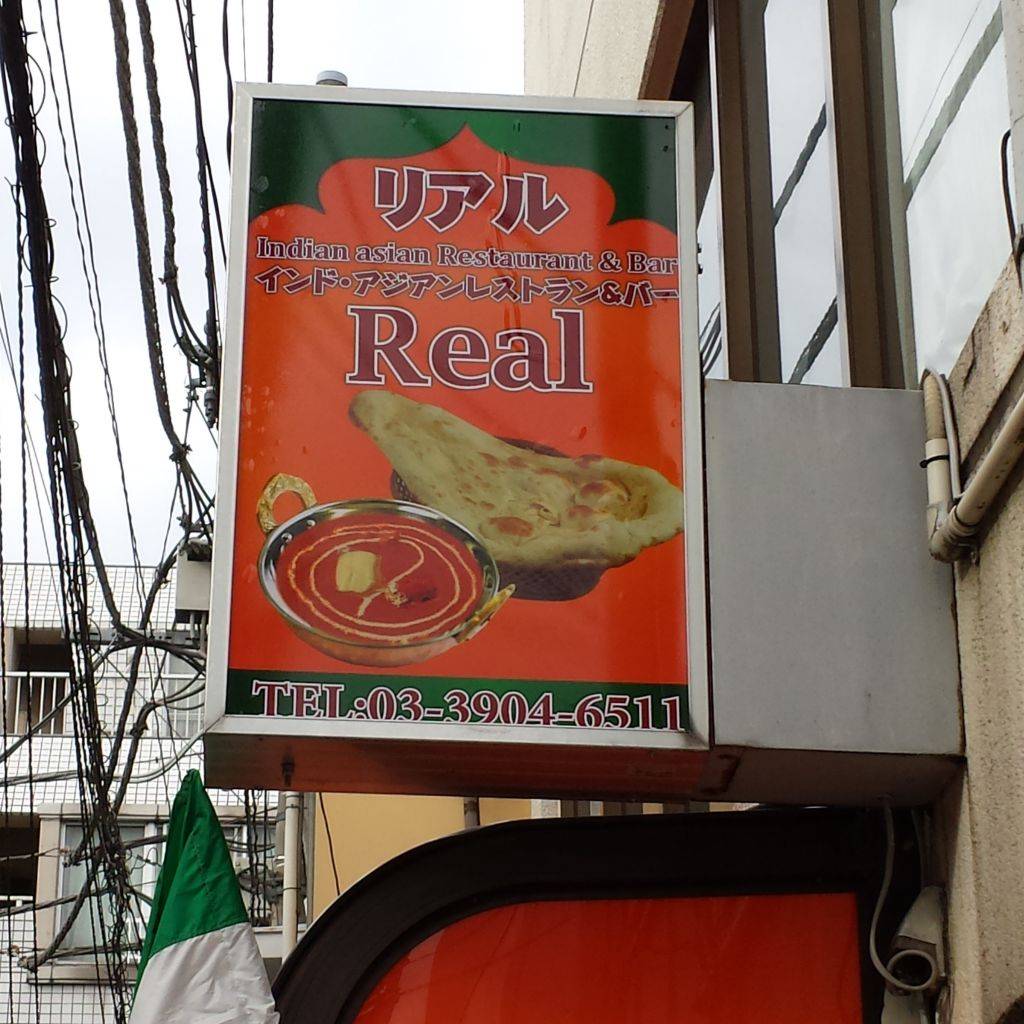 リアル
Indian asian Restaurant & Bar
インド・アジアンレストラン&バー
Real
TEL:03-3904-6511